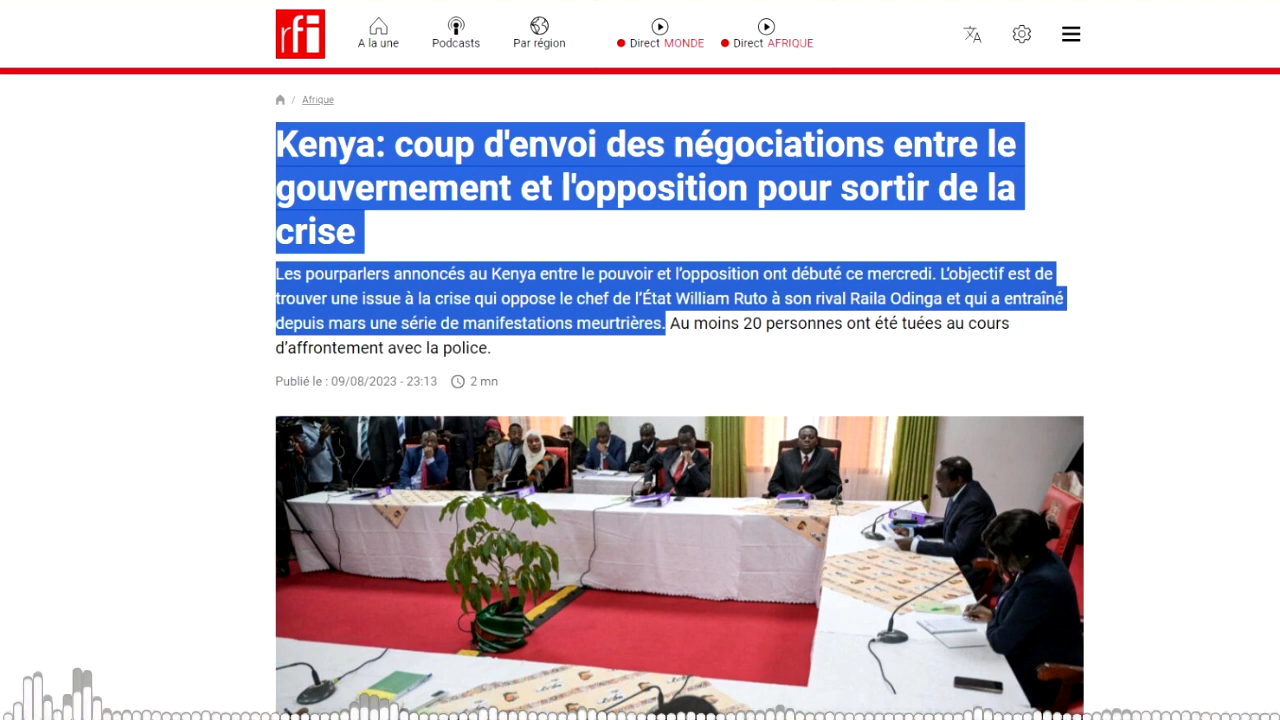 rfi
A la une
Podcasts
Par région
Direct MONDE
Direct AFRIQUE
/ Afrique
Kenya: coup d'envoi des négociations entre le
gouvernement et l'opposition pour sortir de la
crise
Les pourparlers annoncés au Kenya entre le pouvoir et l’opposition ont débuté ce mercredi. L’objectif est de
trouver une issue à la crise qui oppose le chef de l’État William Ruto à son rival Raila Odinga et qui a entraîné
depuis mars une série de manifestations meurtrières. Au moins 20 personnes ont été tuées au cours
d’affrontement avec la police.
Publié le : 09/08/2023 - 23:13 2 mn